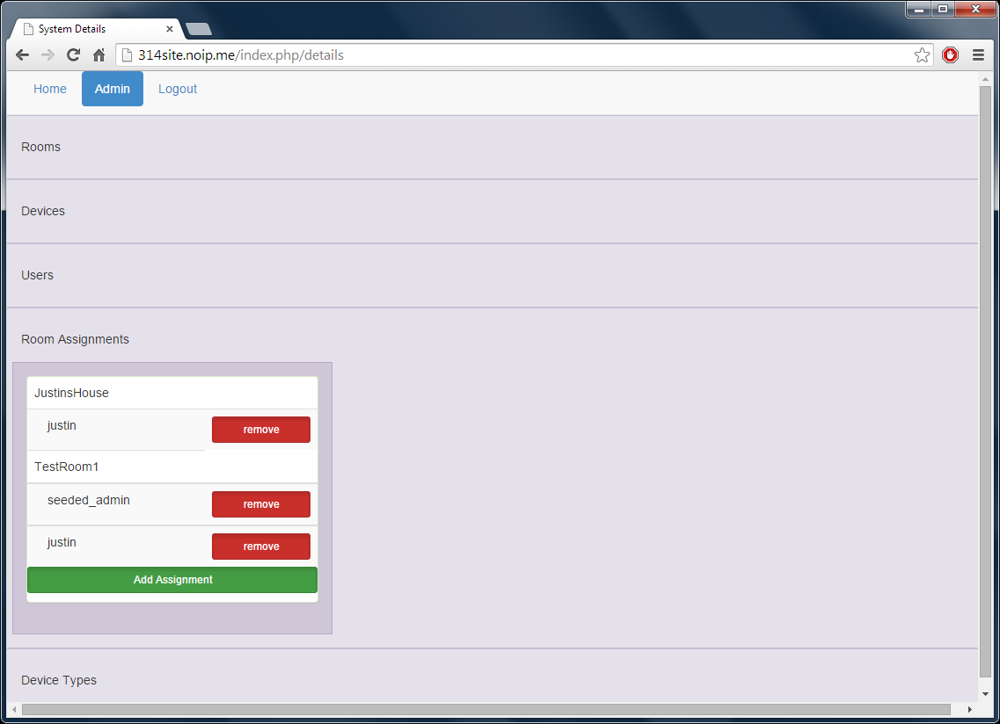 System Details
314site.noip.me/index.php/details
Home Admin Logout
Rooms
Devices
Users
Room Assignments
JustinsHouse
justin remove
TestRoom1
seeded_admin remove
justin remove
Add Assignment
Device Types